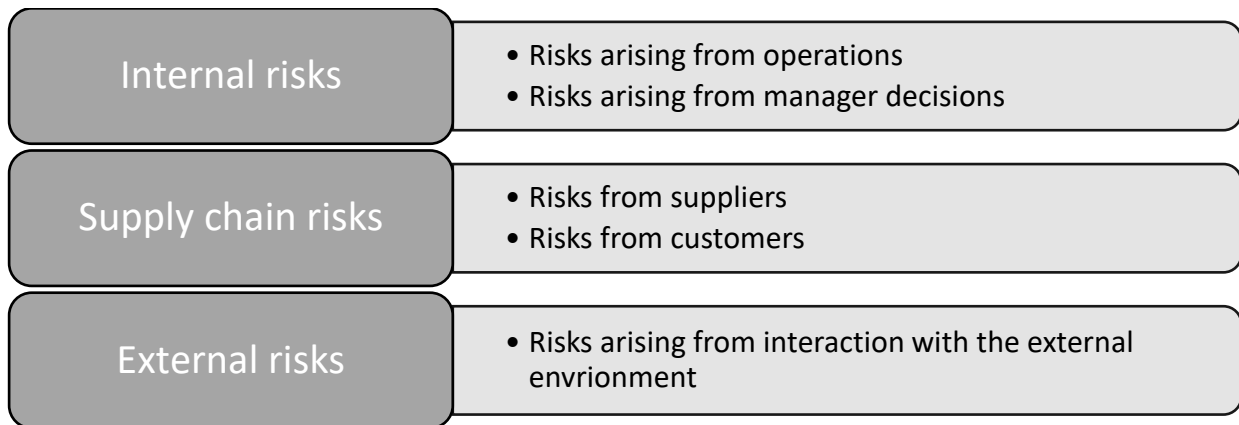 Internal risks
• Risks arising from operations
• Risks arising from manager decisions
Supply chain risks
• Risks from suppliers
• Risks from customers
External risks
• Risks arising from interaction with the external
envrionment